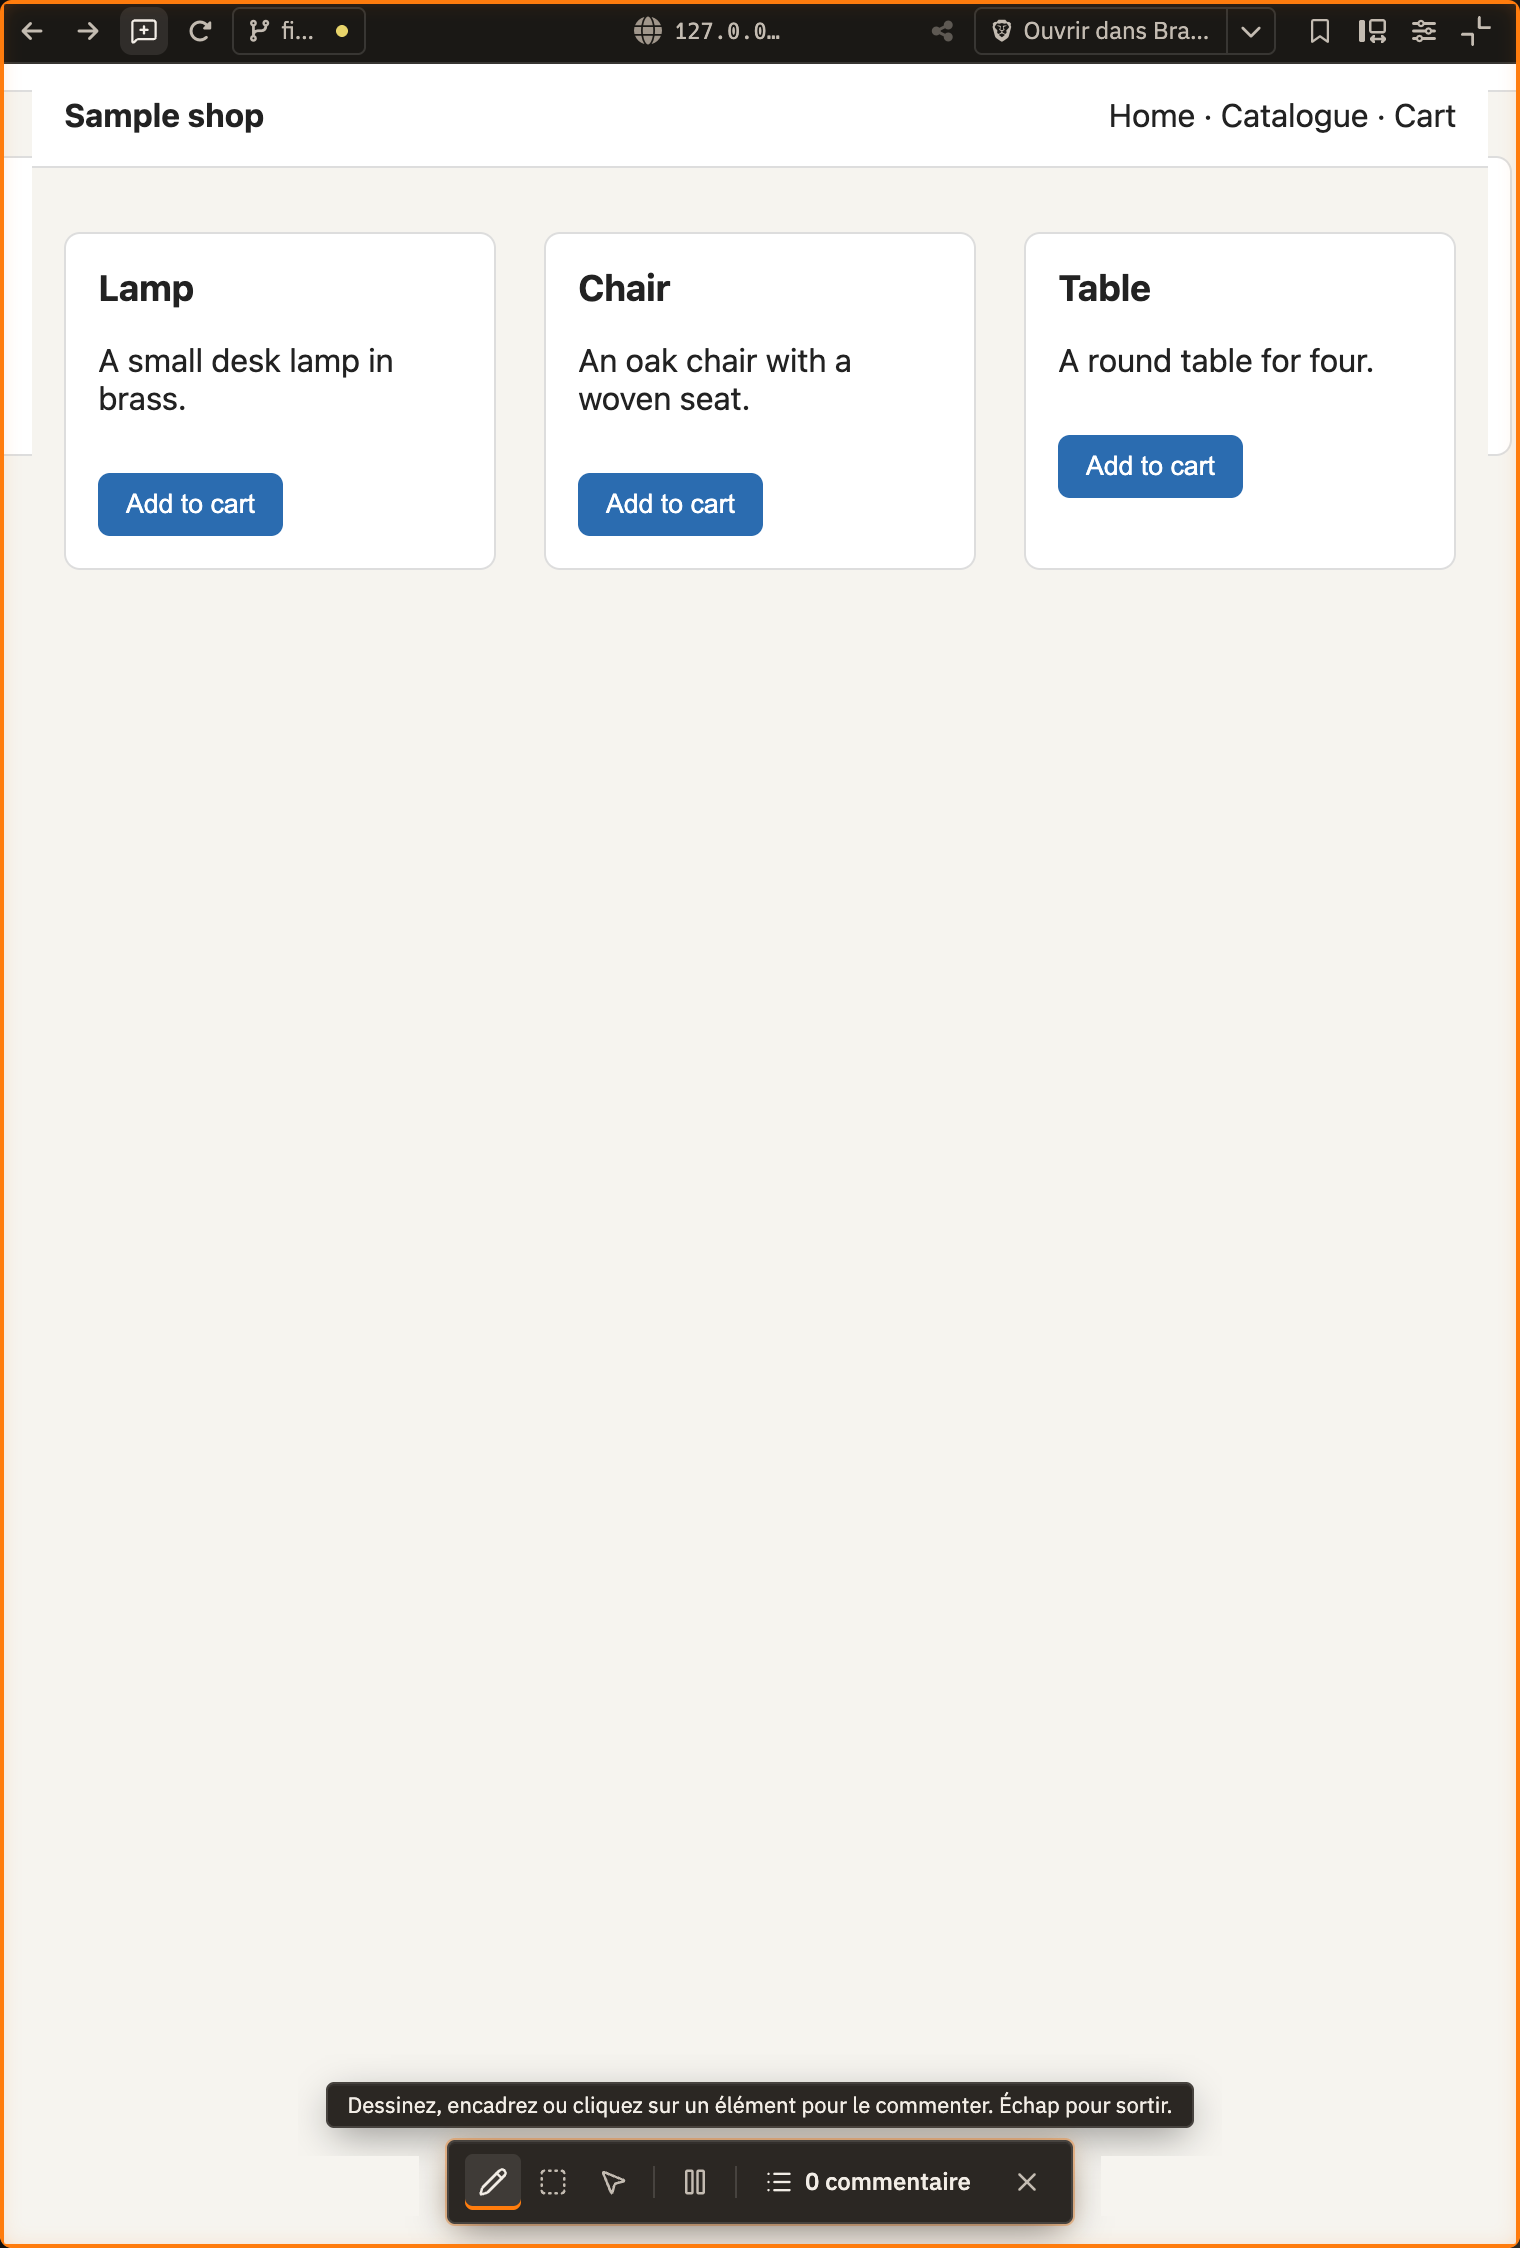 fi...
127.0.0…
Ouvrir dans Bra...
Sample shop
Home · Catalogue · Cart
Lamp
A small desk lamp in
brass.
Add to cart
Chair
An oak chair with a
woven seat.
Add to cart
Table
A round table for four.
Add to cart
Dessinez, encadrez ou cliquez sur un élément pour le commenter. Échap pour sortir.
0 commentaire